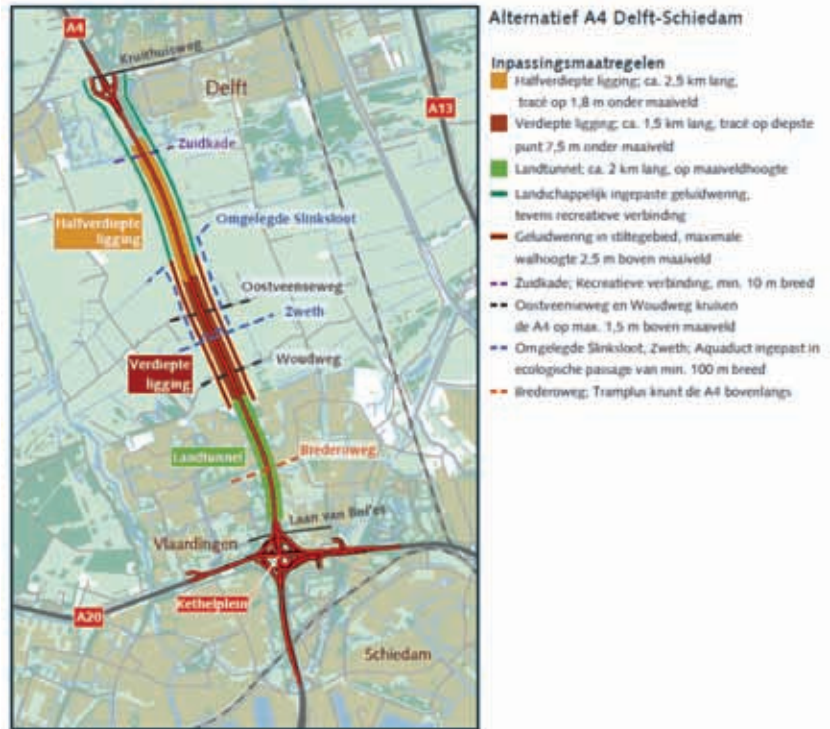 Alternatief A4 Delft-Schiedam
Inpassingsmaatregelen
Halfverdiepte ligging; ca. 2,5 km lang,
tracé op 1,8 m onder maaiveld
Verdiepte ligging; ca. 1,5 km lang, tracé op diepste
punt 7,5 m onder maaiveld
Landtunnel; ca. 2 km lang, op maaiveldhoogte
Landschappelijk ingepaste geluidwering,
tevens recreatieve verbinding
Geluidwering in stiltegebied, maximale
walhoogte 2,5 m boven maaiveld
Zuidkade; Recreatieve verbinding, min. 10 m breed
Oostveenseweg en Woudweg kruisen
de A4 op max. 1,5 m boven maaiveld
Omgelegde Slinksloot, Zweth; Aquaduct ingepast in
ecologische passage van min. 100 m breed
Brederoweg; Tramplus kruist de A4 bovenlangs
A4
Kruithuisweg
Delft
A13
Zuidkade
Omgelegde Slinksloot
Halfverdiepte
ligging
Oostveenseweg
Zweth
Verdiepte
ligging
Woudweg
Landtunnel
Brederoweg
Laan van Bol'es
Vlaardingen
Kethelplein
A20
Schiedam